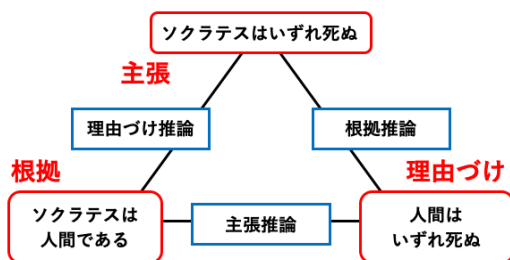 ソクラテスはいずれ死ぬ
主張
理由づけ推論
根拠推論
根拠
理由づけ
ソクラテスは
人間である
主張推論
人間は
いずれ死ぬ